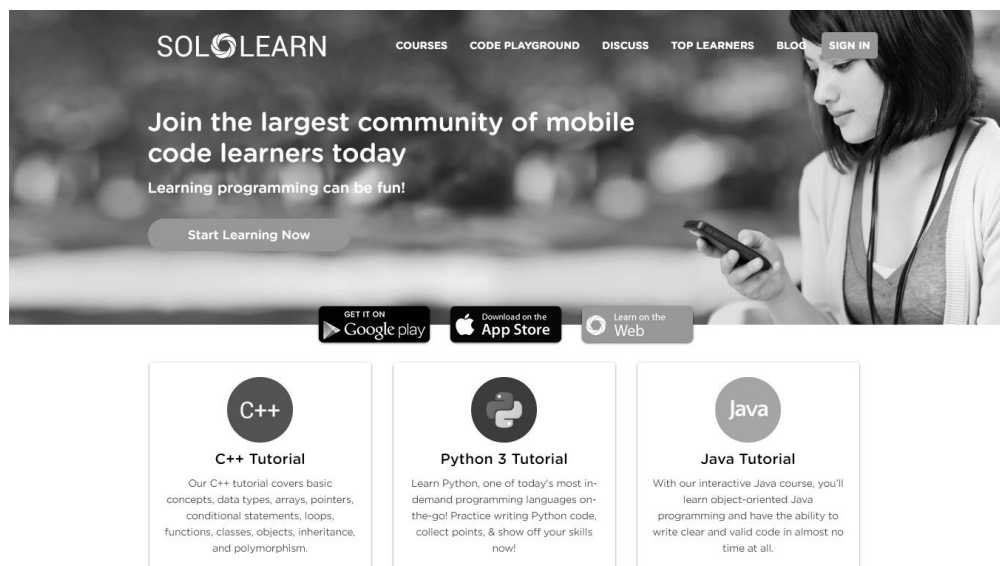 SOLOLEARN
COURSES CODE PLAYGROUND DISCUSS TOP LEARNERS BLOG SIGN IN
Join the largest community of mobile
code learners today
Learning programming can be fun!
Start Learning Now
GET IT ON
Google play
Download on the
App Store
Learn on the
Web
C++
C++ Tutorial
Our C++ tutorial covers basic
concepts, data types, arrays, pointers,
conditional statements, loops,
functions, classes, objects, inheritance,
and polymorphism.
Python 3 Tutorial
Learn Python, one of today's most in-
demand programming languages on-
the-go! Practice writing Python code,
collect points, & show off your skills
now!
Java
Java Tutorial
With our interactive Java course, you'll
learn object-oriented Java
programming and have the ability to
write clear and valid code in almost no
time at all.